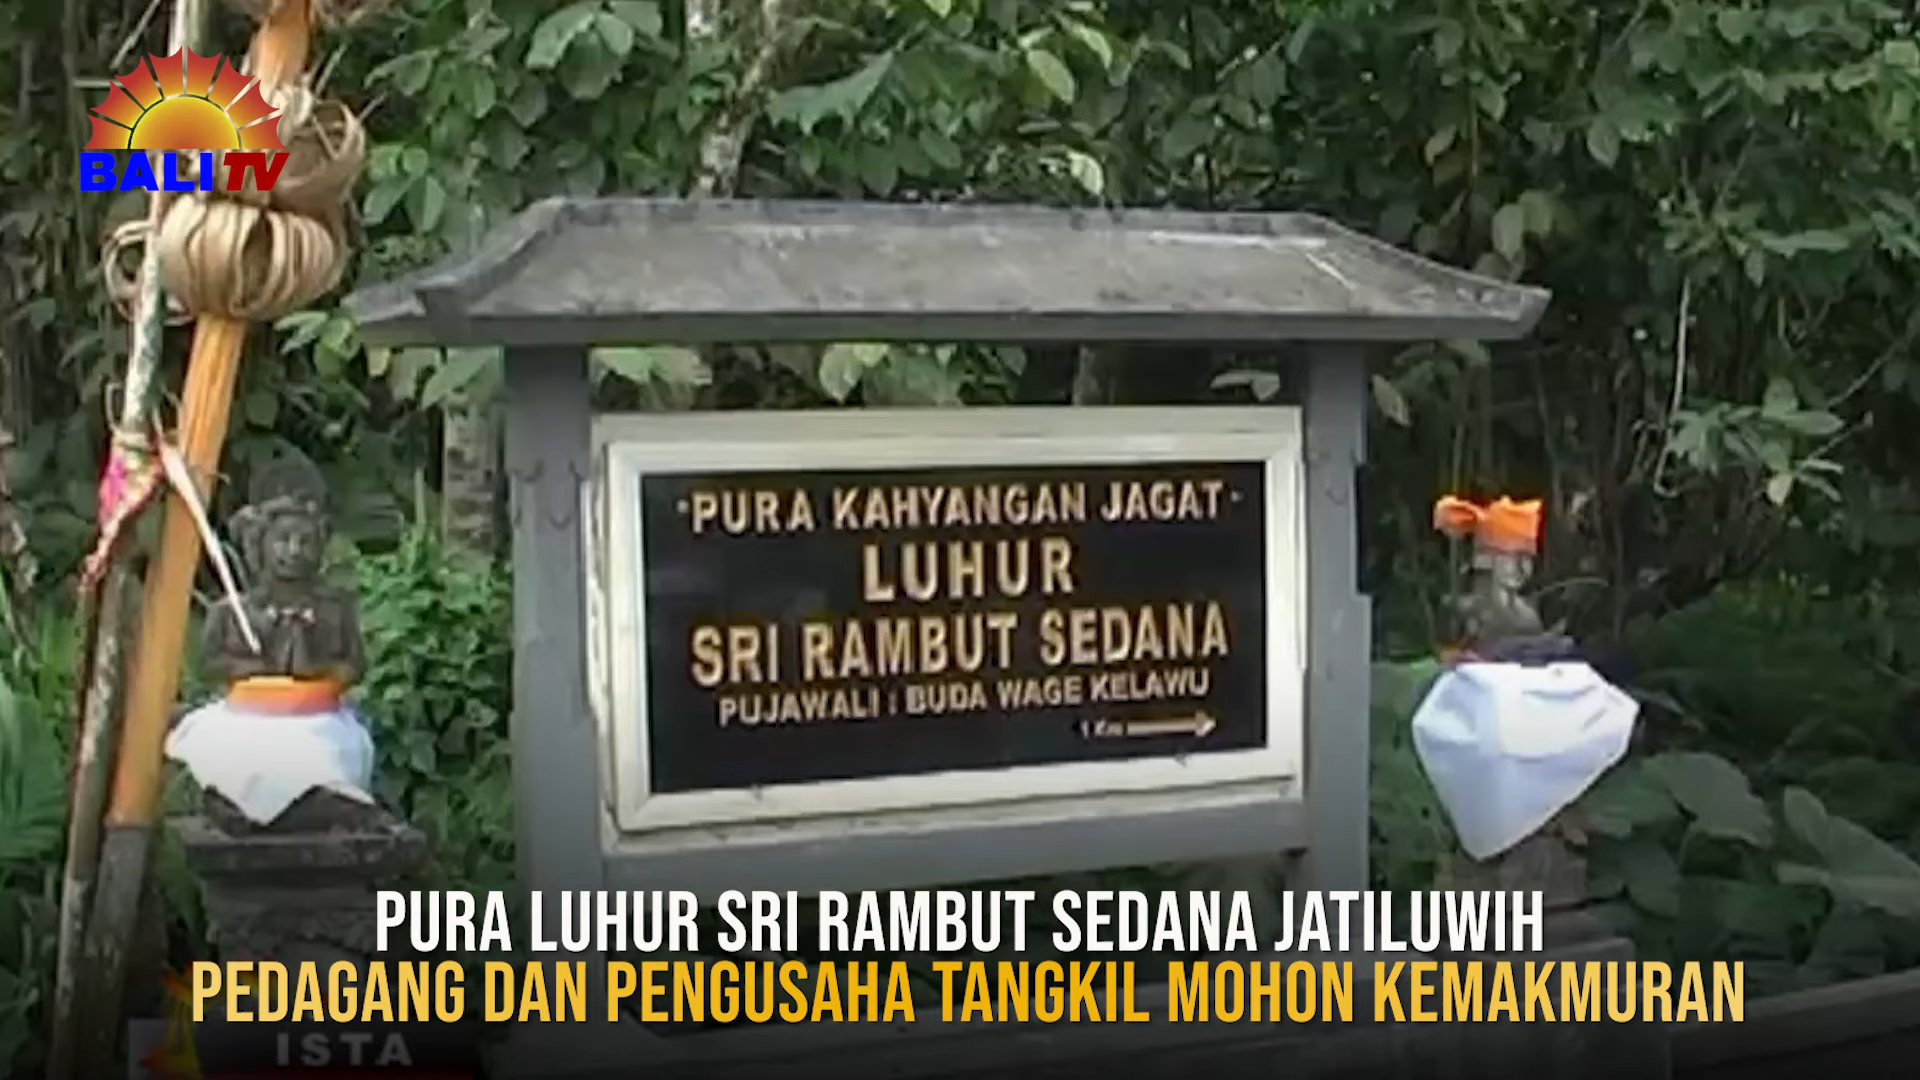 BALI TV
·PURA KAHYANGAN JAGAT·
LUHUR
SRI RAMBUT SEDANA
PUJAWALI : BUDA WAGE KELAWU
1 Km
PURA LUHUR SRI RAMBUT SEDANA JATILUWIH
PEDAGANG DAN PENGUSAHA TANGKIL MOHON KEMAKMURAN
ISTA